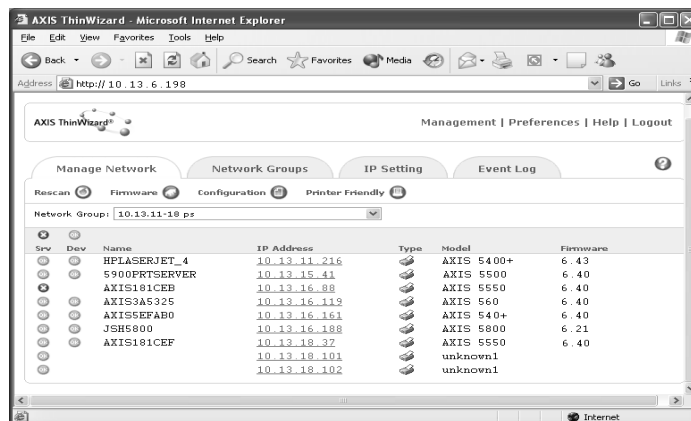 AXIS ThinWizard - Microsoft Internet Explorer
File Edit View Favorites Tools Help
Back Search Favorites Media
Address http://10.13.6.198 Go Links
AXIS ThinWizard® Management | Preferences | Help | Logout
Manage Network Network Groups IP Setting Event Log
Rescan Firmware Configuration Printer Friendly
Network Group: 10.13.11-18 ps
Srv Dev Name IP Address Type Model Firmware
HPLASERJET_4 10.13.11.216 AXIS 5400+ 6.43
5900PRTSERVER 10.13.15.41 AXIS 5500 6.40
AXIS181CEB 10.13.16.88 AXIS 5550 6.40
AXIS3A5325 10.13.16.119 AXIS 560 6.40
AXIS5EFAB0 10.13.16.161 AXIS 540+ 6.40
JSH5800 10.13.16.188 AXIS 5800 6.21
AXIS181CEF 10.13.18.37 AXIS 5550 6.40
10.13.18.101 unknown1
10.13.18.102 unknown1
Internet